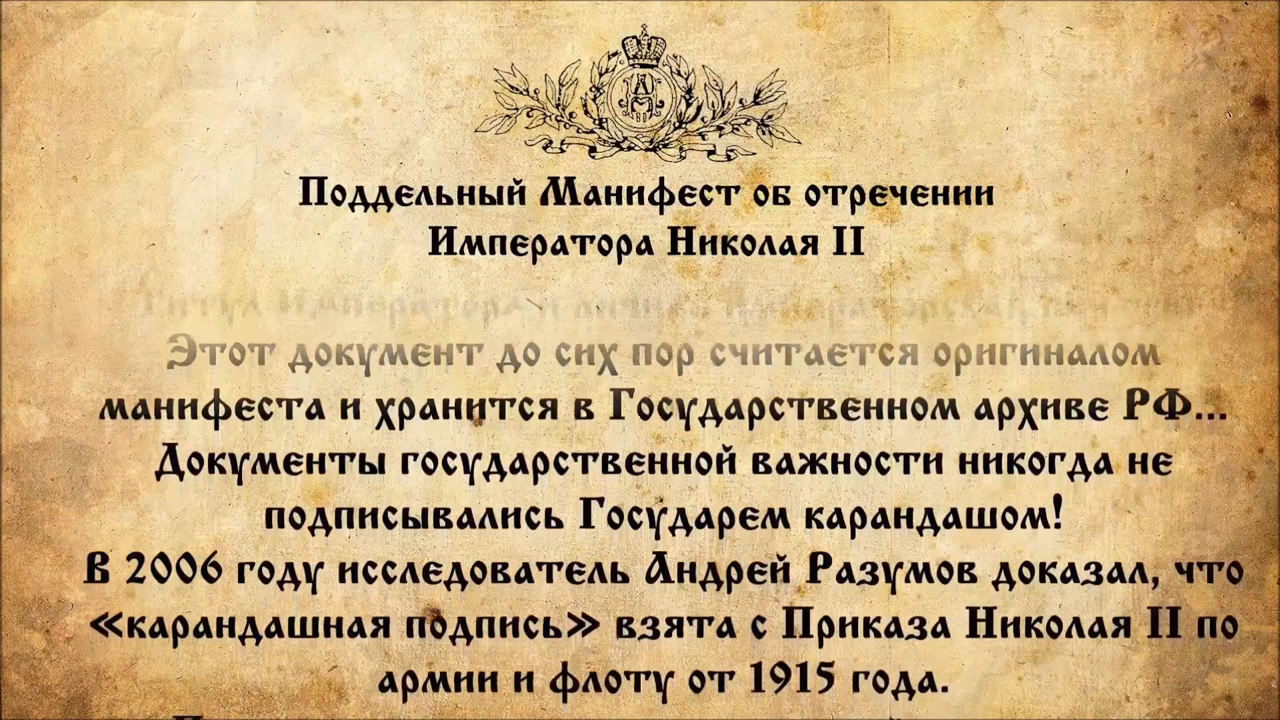 Поддельный Манифест об отречении
Императора Николая II
Титул Императора и
Этот документ до сих пор считается оригиналом
манифеста и хранится в Государственном архиве РФ...
Документы государственной важности никогда не
подписывались Государем карандашом!
В 2006 году исследователь Андрей Разумов доказал, что
«карандашная подпись» взята с Приказа Николая II по
армии и флоту от 1915 года.